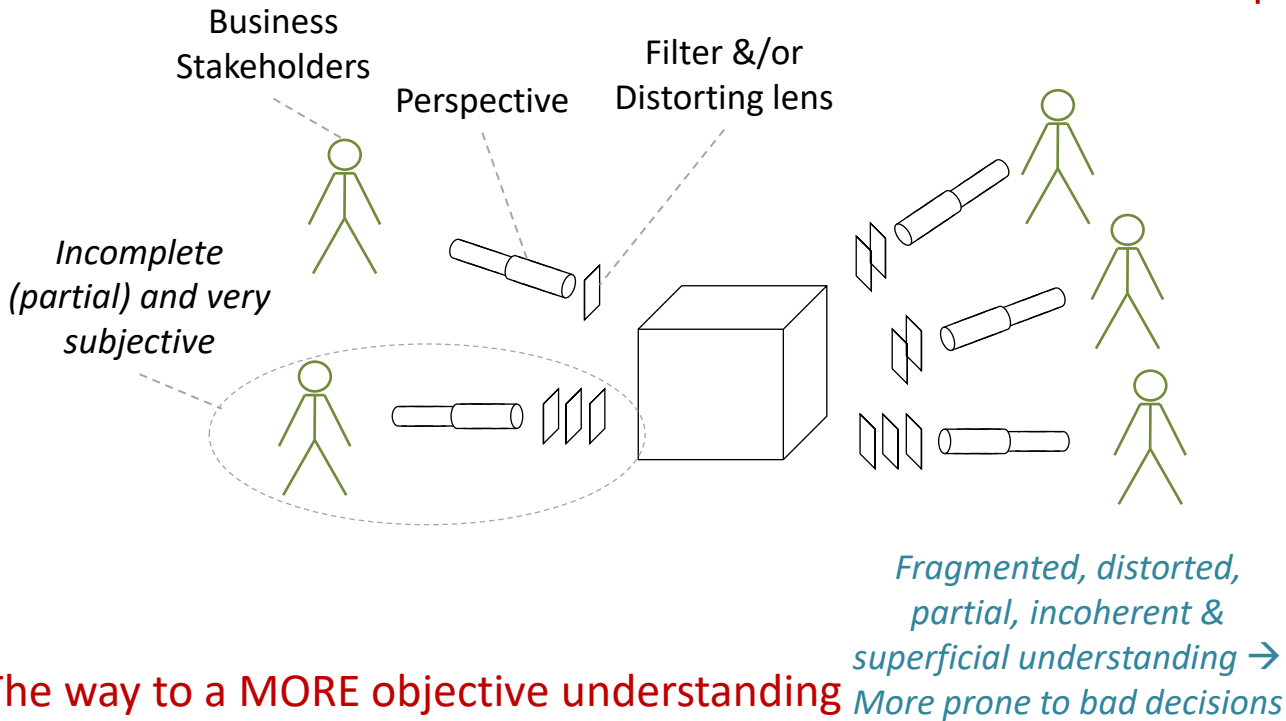 Business
Stakeholders
Perspective
Filter &/or
Distorting lens
Incomplete
(partial) and very
subjective
Fragmented, distorted,
partial, incoherent &
superficial understanding →
More prone to bad decisions
The way to a MORE objective understanding